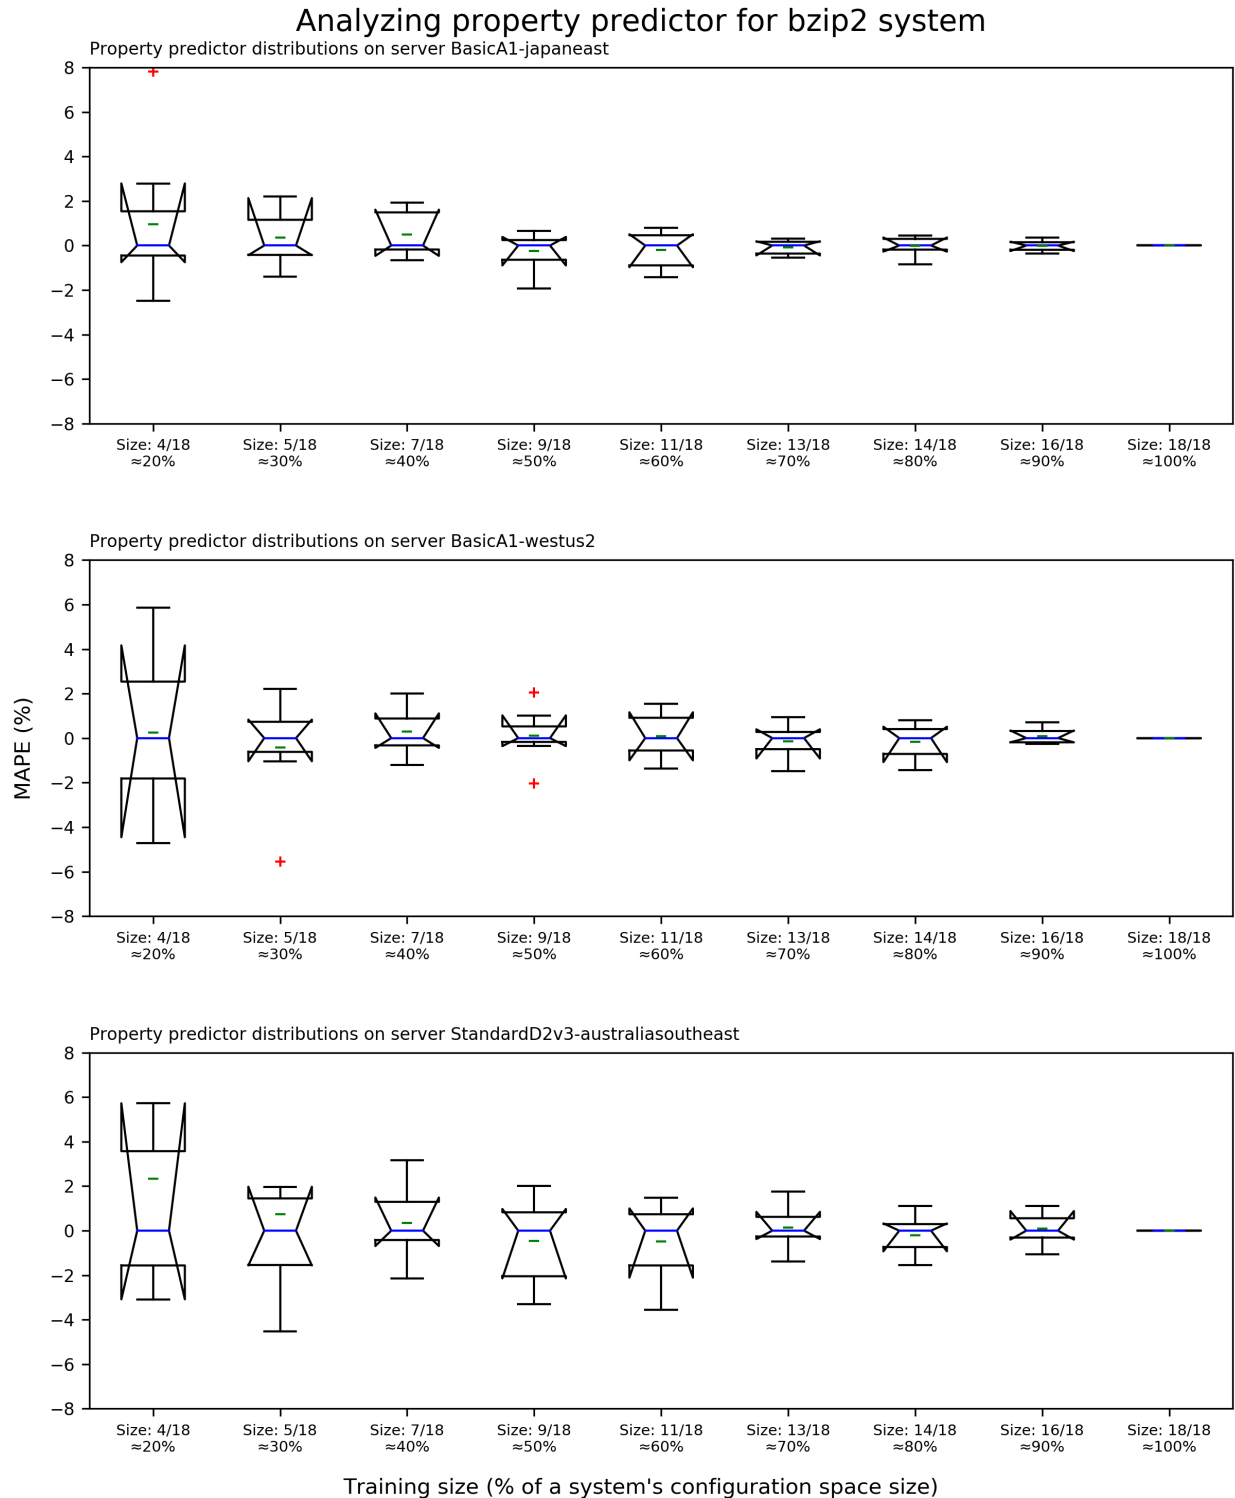 Analyzing property predictor for bzip2 system
Property predictor distributions on server BasicA1-japaneast
8
6
4
2
0
−2
−4
−6
−8
Size: 4/18 Size: 5/18 Size: 7/18 Size: 9/18 Size: 11/18 Size: 13/18 Size: 14/18 Size: 16/18 Size: 18/18
≈20% ≈30% ≈40% ≈50% ≈60% ≈70% ≈80% ≈90% ≈100%
Property predictor distributions on server BasicA1-westus2
MAPE (%)
8
6
4
2
0
−2
−4
−6
−8
Size: 4/18 Size: 5/18 Size: 7/18 Size: 9/18 Size: 11/18 Size: 13/18 Size: 14/18 Size: 16/18 Size: 18/18
≈20% ≈30% ≈40% ≈50% ≈60% ≈70% ≈80% ≈90% ≈100%
Property predictor distributions on server StandardD2v3-australiasoutheast
8
6
4
2
0
−2
−4
−6
−8
Size: 4/18 Size: 5/18 Size: 7/18 Size: 9/18 Size: 11/18 Size: 13/18 Size: 14/18 Size: 16/18 Size: 18/18
≈20% ≈30% ≈40% ≈50% ≈60% ≈70% ≈80% ≈90% ≈100%
Training size (% of a system's configuration space size)